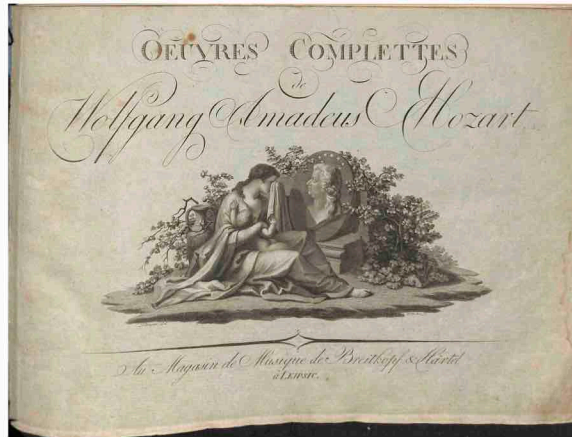 OEUVRES COMPLETTES
de
Wolfgang Amadeus Mozart
Au Magasin de Musique de Breitkopf & Härtel
à LEIPSIC.